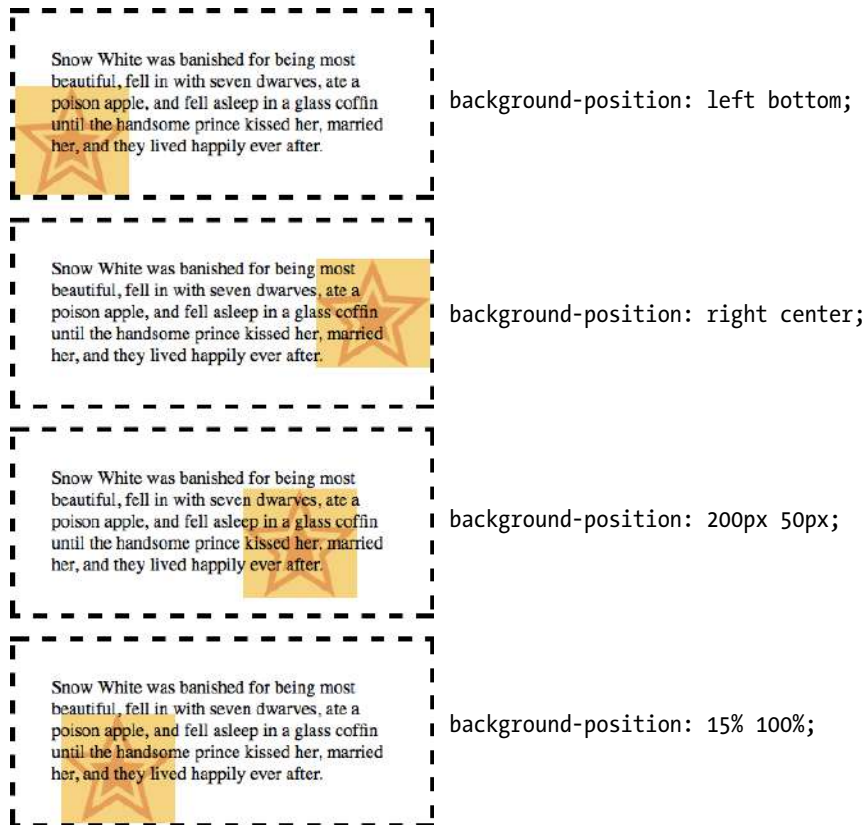 Snow White was banished for being most
beautiful, fell in with seven dwarves, ate a
poison apple, and fell asleep in a glass coffin
until the handsome prince kissed her, married
her, and they lived happily ever after.
background-position: left bottom;
Snow White was banished for being most
beautiful, fell in with seven dwarves, ate a
poison apple, and fell asleep in a glass coffin
until the handsome prince kissed her, married
her, and they lived happily ever after.
background-position: right center;
Snow White was banished for being most
beautiful, fell in with seven dwarves, ate a
poison apple, and fell asleep in a glass coffin
until the handsome prince kissed her, married
her, and they lived happily ever after.
background-position: 200px 50px;
Snow White was banished for being most
beautiful, fell in with seven dwarves, ate a
poison apple, and fell asleep in a glass coffin
until the handsome prince kissed her, married
her, and they lived happily ever after.
background-position: 15% 100%;